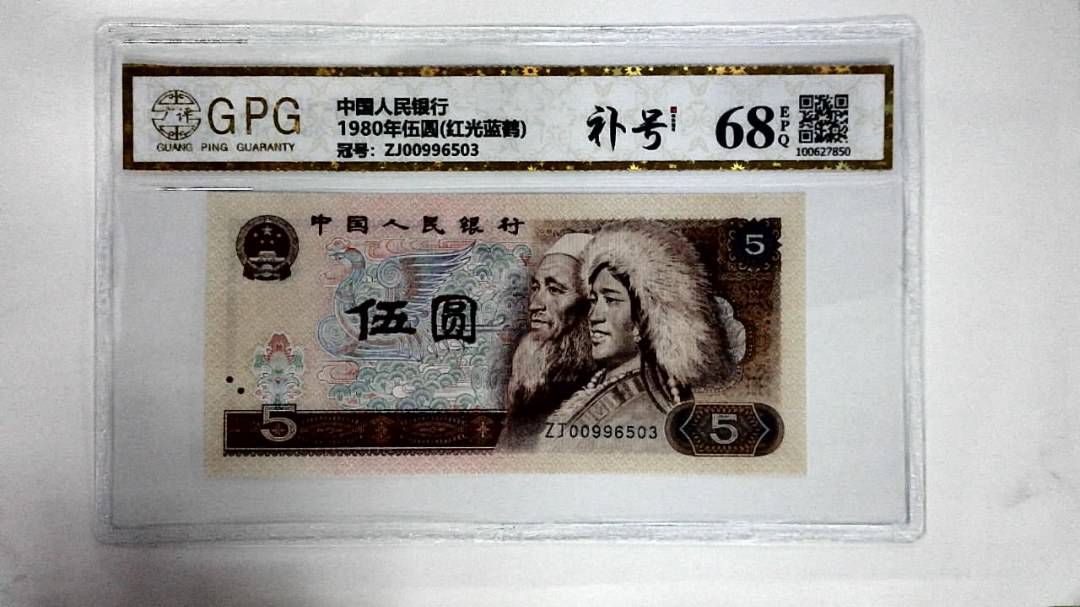 广评
GPG
GUANG PING GUARANTY
中国人民银行
1980年伍圆(红光蓝鹤)
冠号：ZJ00996503
补号
68
EPQ
100627850
中国人民银行
5
伍圆
5
ZJ00996503
5